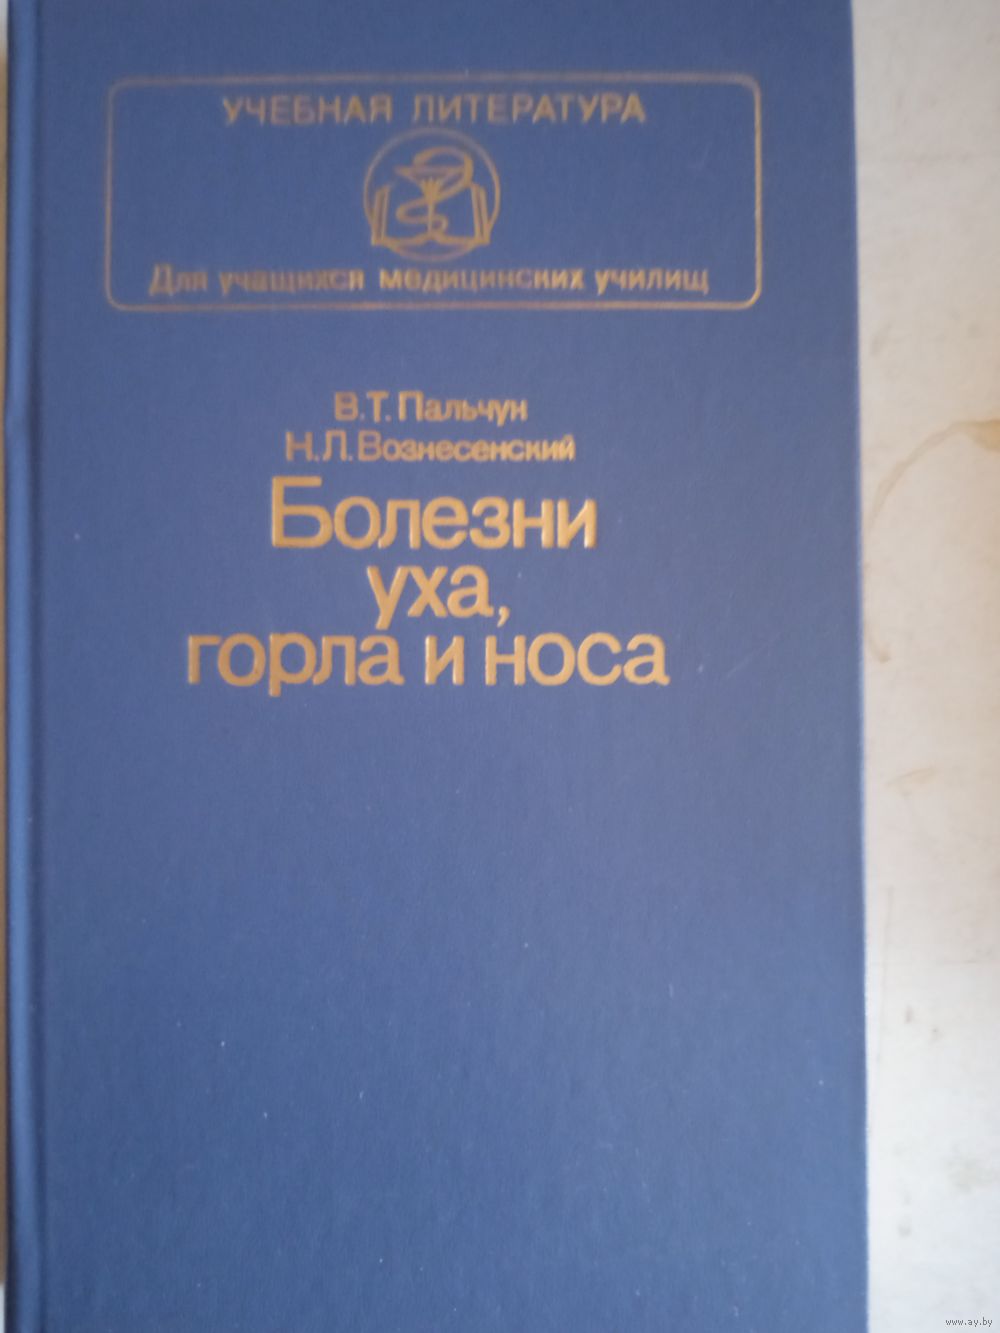 УЧЕБНАЯ ЛИТЕРАТУРА
Для учащихся медицинских училищ
В.Т. Пальчун
Н.Л. Вознесенский
Болезни
уха,
горла и носа
www.ay.by